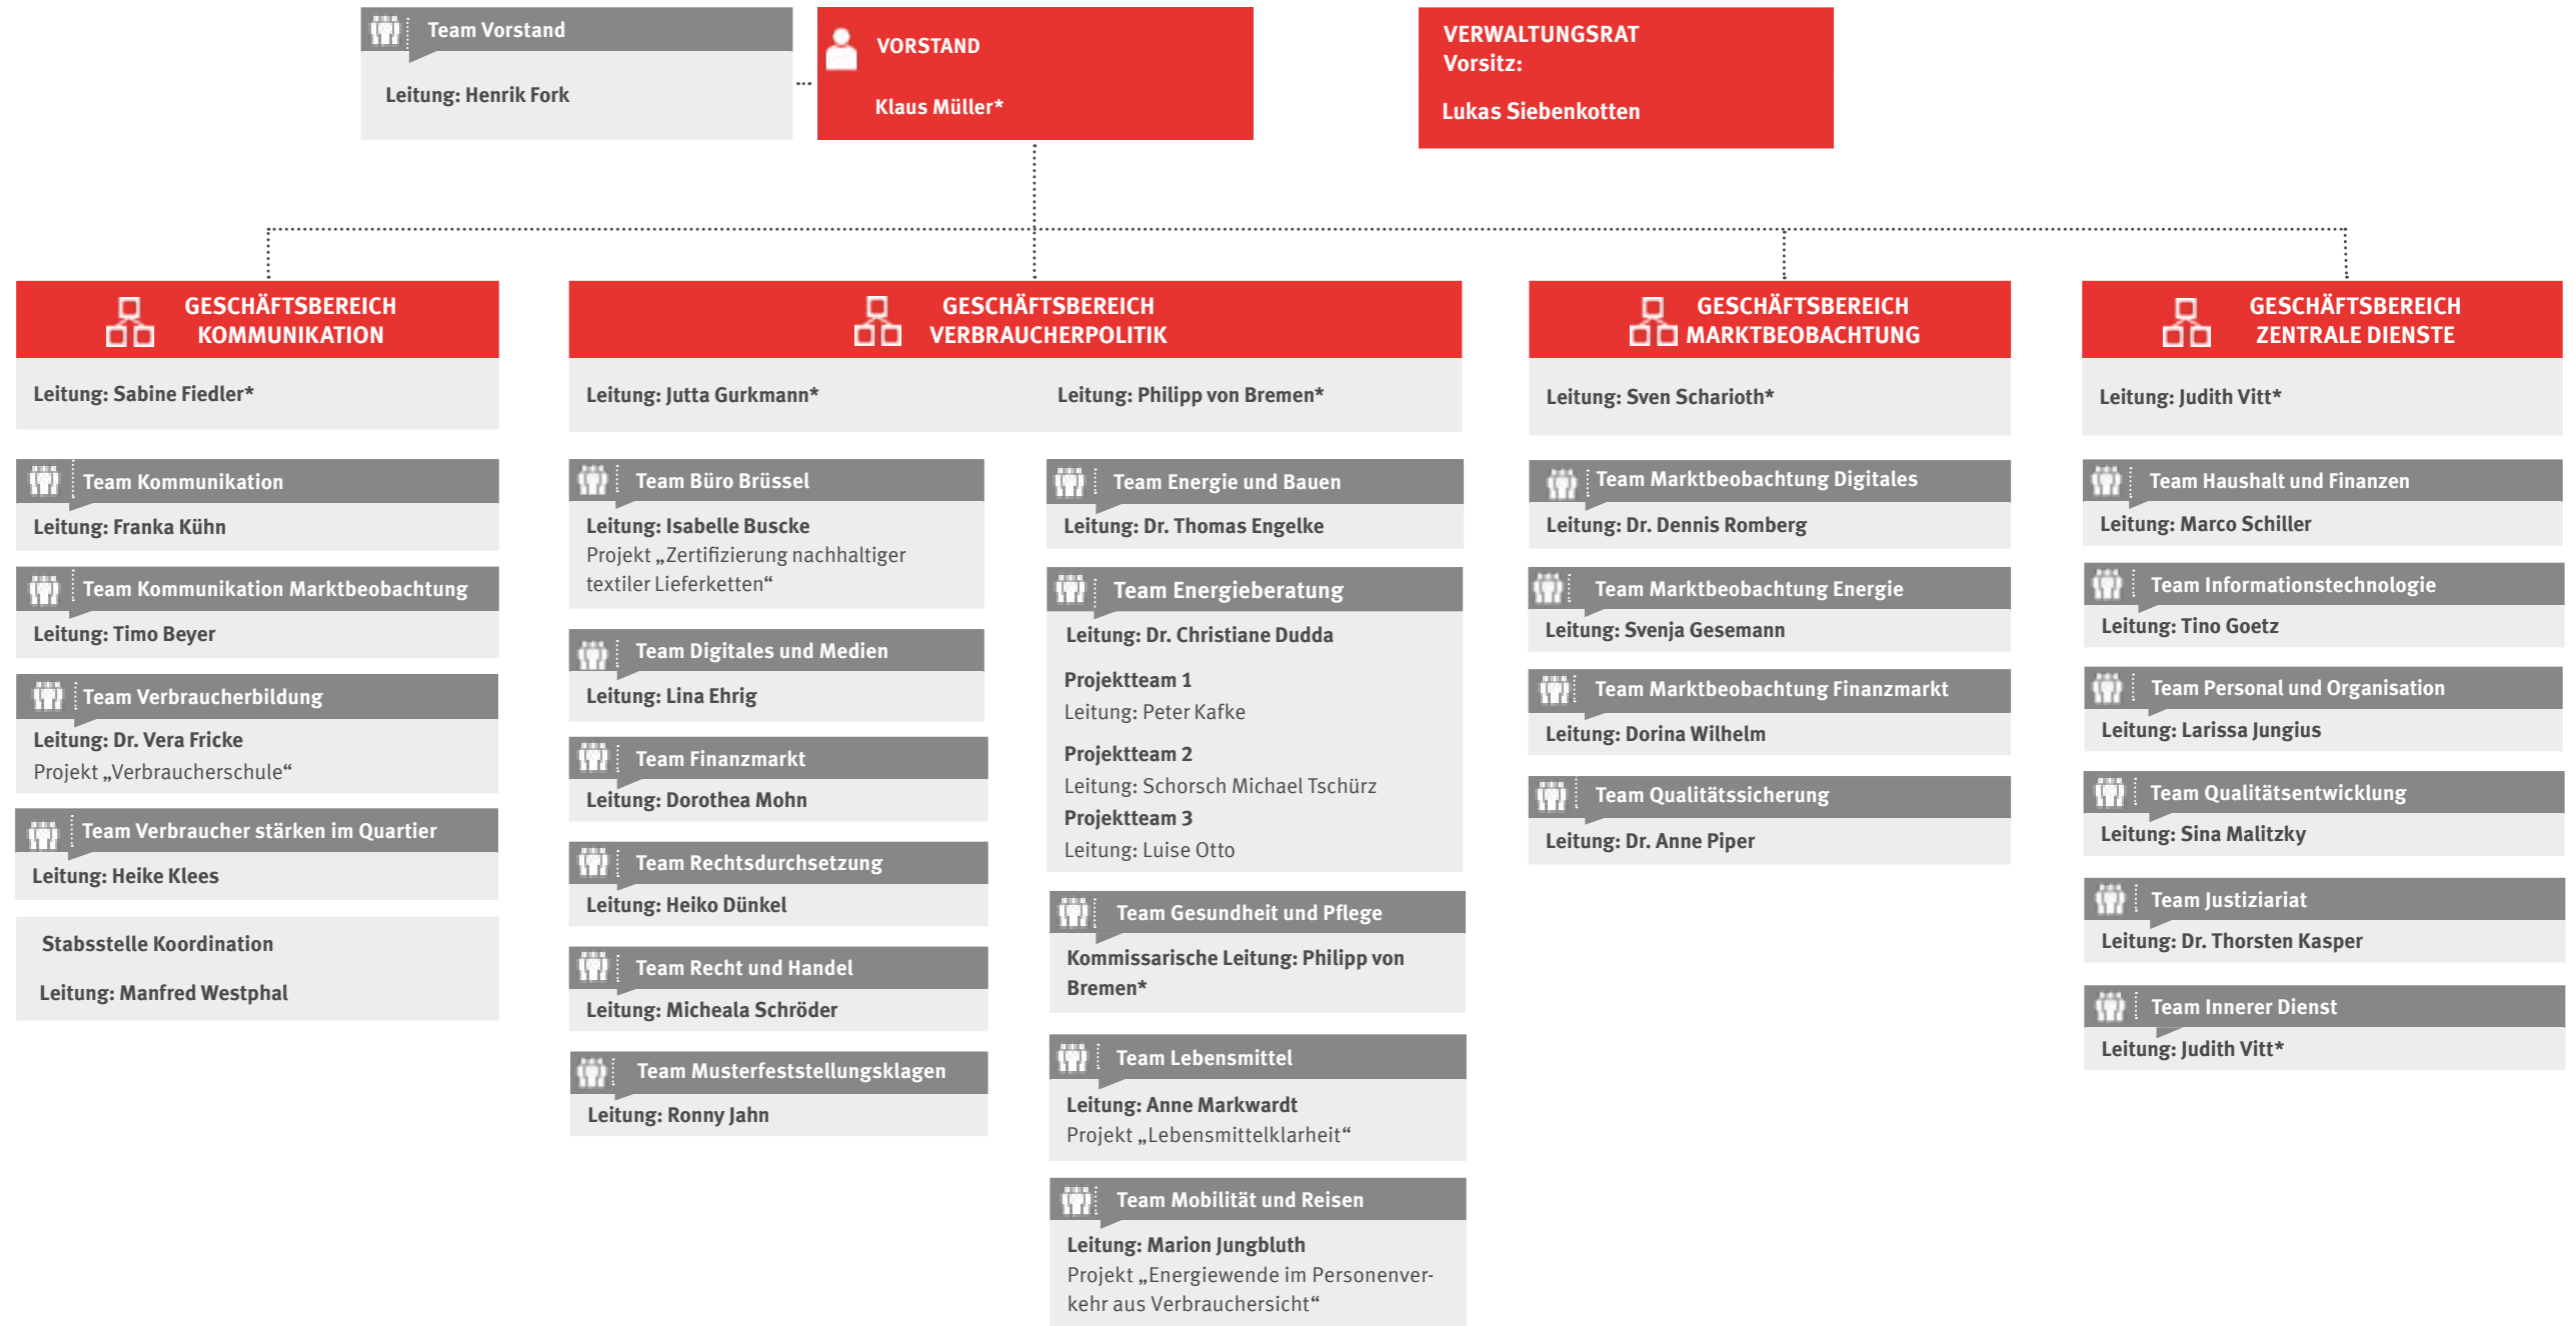 Team Vorstand
Leitung: Henrik Fork
VORSTAND
Klaus Müller*
VERWALTUNGSRAT
Vorsitz:
Lukas Siebenkotten
GESCHÄFTSBEREICH
KOMMUNIKATION
Leitung: Sabine Fiedler*
Team Kommunikation
Leitung: Franka Kühn
Team Kommunikation Marktbeobachtung
Leitung: Timo Beyer
Team Verbraucherbildung
Leitung: Dr. Vera Fricke
Projekt „Verbraucherschule“
Team Verbraucher stärken im Quartier
Leitung: Heike Klees
Stabsstelle Koordination
Leitung: Manfred Westphal
GESCHÄFTSBEREICH
VERBRAUCHERPOLITIK
Leitung: Jutta Gurkmann*
Leitung: Philipp von Bremen*
Team Büro Brüssel
Leitung: Isabelle Buscke
Projekt „Zertifizierung nachhaltiger
textiler Lieferketten“
Team Digitales und Medien
Leitung: Lina Ehrig
Team Finanzmarkt
Leitung: Dorothea Mohn
Team Rechtsdurchsetzung
Leitung: Heiko Dünkel
Team Recht und Handel
Leitung: Micheala Schröder
Team Musterfeststellungsklagen
Leitung: Ronny Jahn
Team Energie und Bauen
Leitung: Dr. Thomas Engelke
Team Energieberatung
Leitung: Dr. Christiane Dudda
Projektteam 1
Leitung: Peter Kafke
Projektteam 2
Leitung: Schorsch Michael Tschürz
Projektteam 3
Leitung: Luise Otto
Team Gesundheit und Pflege
Kommissarische Leitung: Philipp von
Bremen*
Team Lebensmittel
Leitung: Anne Markwardt
Projekt „Lebensmittelklarheit“
Team Mobilität und Reisen
Leitung: Marion Jungbluth
Projekt „Energiewende im Personenver-
kehr aus Verbrauchersicht“
GESCHÄFTSBEREICH
MARKTBEOBACHTUNG
Leitung: Sven Scharioth*
Team Marktbeobachtung Digitales
Leitung: Dr. Dennis Romberg
Team Marktbeobachtung Energie
Leitung: Svenja Gesemann
Team Marktbeobachtung Finanzmarkt
Leitung: Dorina Wilhelm
Team Qualitätssicherung
Leitung: Dr. Anne Piper
GESCHÄFTSBEREICH
ZENTRALE DIENSTE
Leitung: Judith Vitt*
Team Haushalt und Finanzen
Leitung: Marco Schiller
Team Informationstechnologie
Leitung: Tino Goetz
Team Personal und Organisation
Leitung: Larissa Jungius
Team Qualitätsentwicklung
Leitung: Sina Malitzky
Team Justiziariat
Leitung: Dr. Thorsten Kasper
Team Innerer Dienst
Leitung: Judith Vitt*